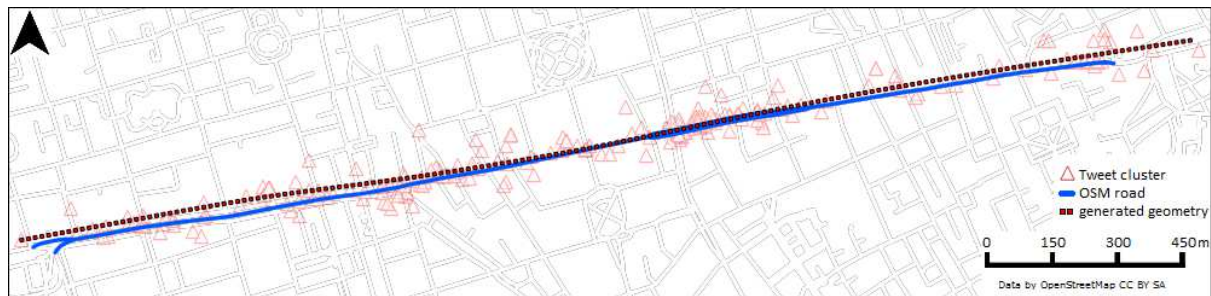 Tweet cluster
OSM road
generated geometry
0 150 300 450m
Data by OpenStreetMap CC BY SA